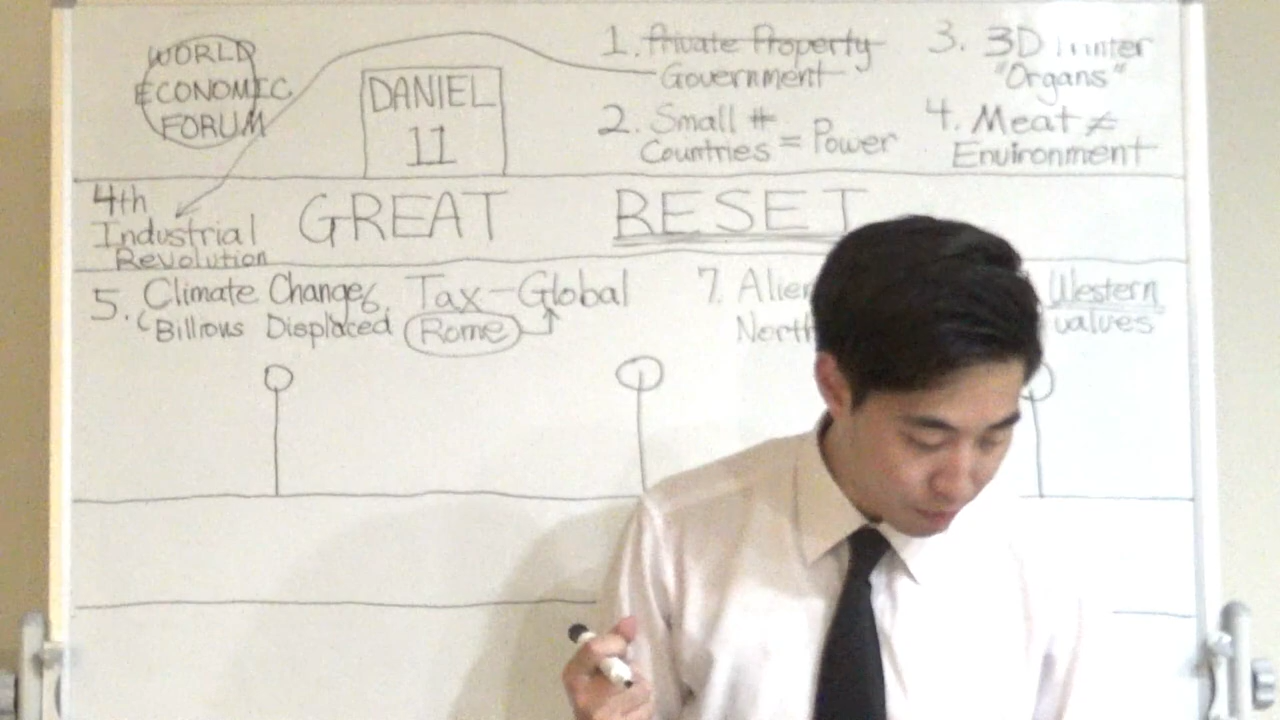 WORLD
ECONOMIC
FORUM
DANIEL
11
1. Private Property
Government
2. Small #
Countries = Power
3. 3D
"Organs"
4. Meat ≠
Environment
4th
Industrial
Revolution
GREAT RESET
5. Climate Change
Billions Displaced
6. Tax - Global
Rome
7.
Western
values